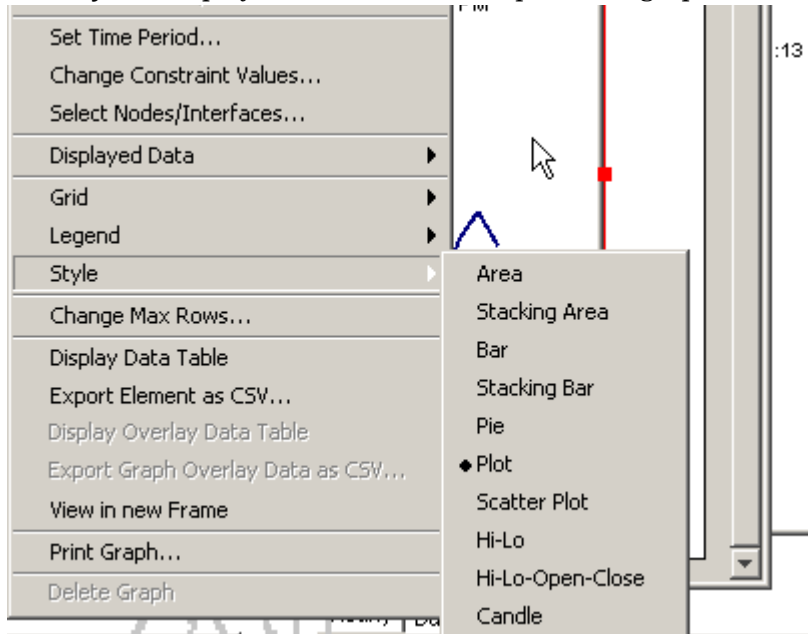 PM
:13
Set Time Period...
Change Constraint Values...
Select Nodes/Interfaces...
Displayed Data
Grid
Legend
Style
Change Max Rows...
Display Data Table
Export Element as CSV...
Display Overlay Data Table
Export Graph Overlay Data as CSV...
View in new Frame
Print Graph...
Delete Graph
Area
Stacking Area
Bar
Stacking Bar
Pie
Plot
Scatter Plot
Hi-Lo
Hi-Lo-Open-Close
Candle